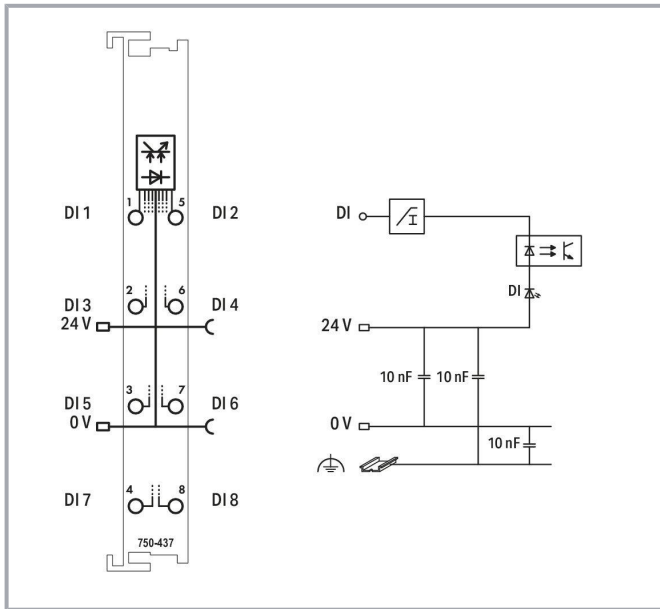 1 5
DI 1 DI 2
2 6
DI 3 DI 4
24 V
3 7
DI 5 DI 6
0 V
4 8
DI 7 DI 8
750-437
DI
I
DI
24 V
10 nF 10 nF
0 V
10 nF